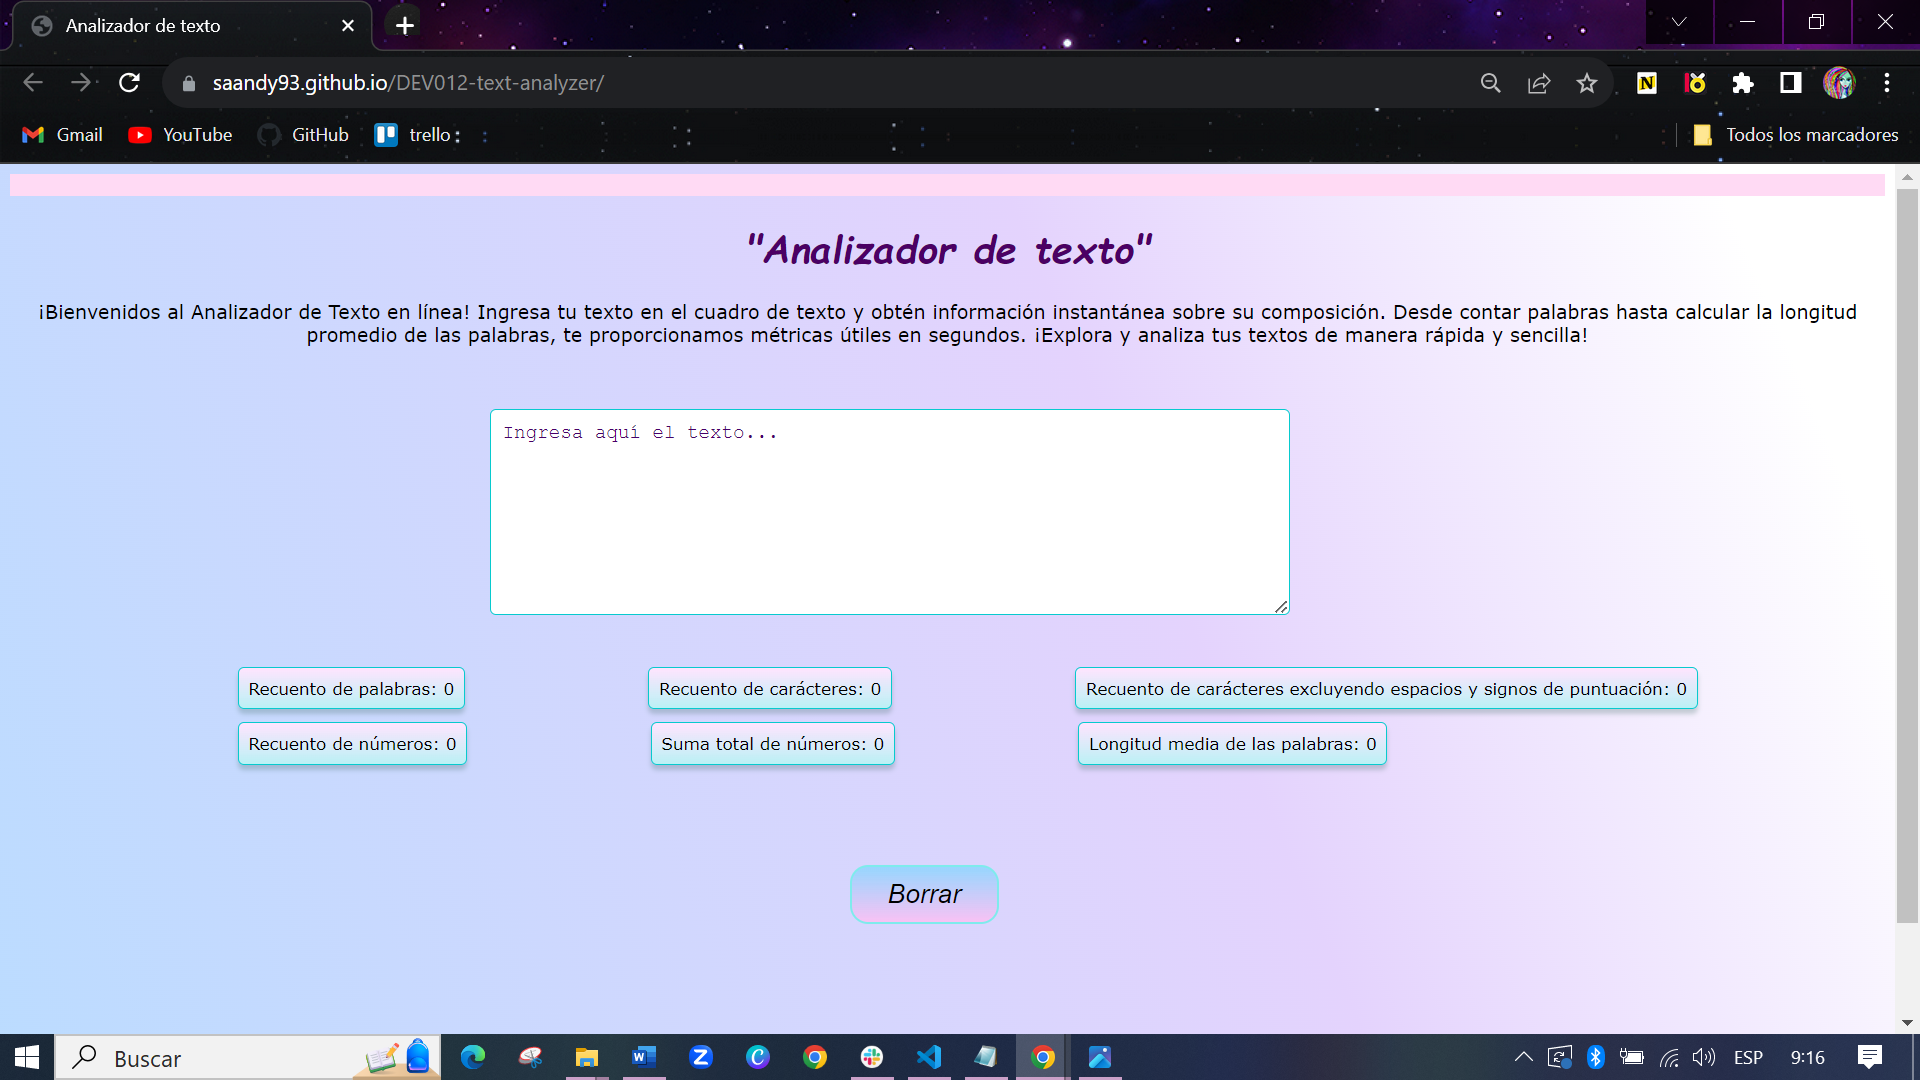 Analizador de texto
saandy93.github.io/DEV012-text-analyzer/
Gmail YouTube GitHub trello : : Todos los marcadores
"Analizador de texto"
¡Bienvenidos al Analizador de Texto en línea! Ingresa tu texto en el cuadro de texto y obtén información instantánea sobre su composición. Desde contar palabras hasta calcular la longitud
promedio de las palabras, te proporcionamos métricas útiles en segundos. ¡Explora y analiza tus textos de manera rápida y sencilla!
Ingresa aquí el texto...
Recuento de palabras: 0 Recuento de carácteres: 0 Recuento de carácteres excluyendo espacios y signos de puntuación: 0
Recuento de números: 0 Suma total de números: 0 Longitud media de las palabras: 0
Borrar
Buscar ESP 9:16